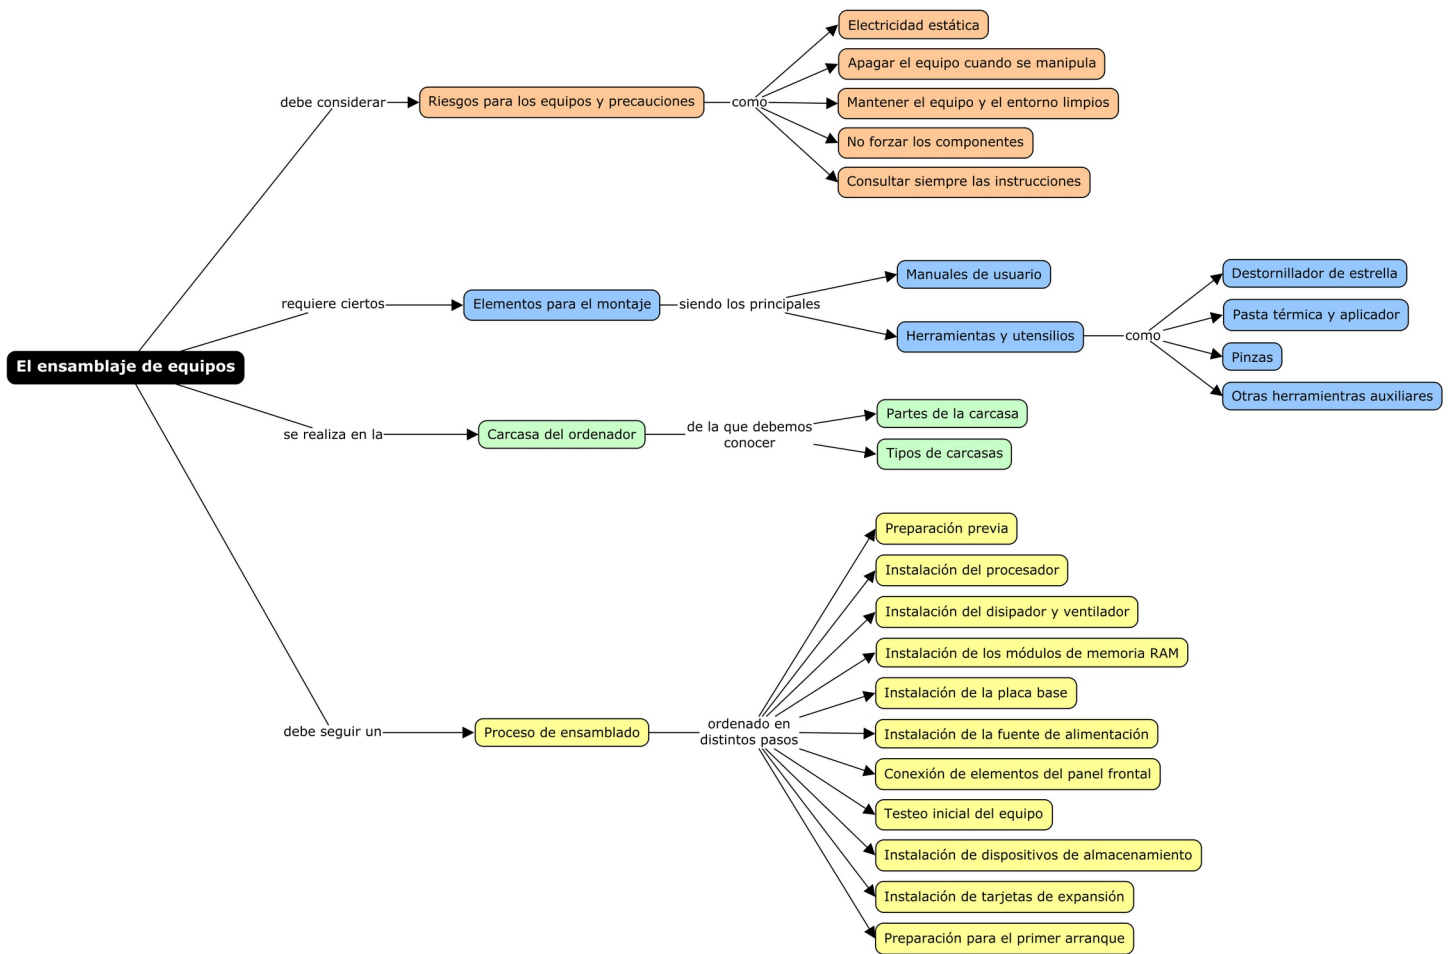 El ensamblaje de equipos
debe considerar
Riesgos para los equipos y precauciones
como
Electricidad estática
Apagar el equipo cuando se manipula
Mantener el equipo y el entorno limpios
No forzar los componentes
Consultar siempre las instrucciones
requiere ciertos
Elementos para el montaje
siendo los principales
Manuales de usuario
Herramientas y utensilios
como
Destornillador de estrella
Pasta térmica y aplicador
Pinzas
Otras herramientras auxiliares
se realiza en la
Carcasa del ordenador
de la que debemos
conocer
Partes de la carcasa
Tipos de carcasas
debe seguir un
Proceso de ensamblado
ordenado en
distintos pasos
Preparación previa
Instalación del procesador
Instalación del disipador y ventilador
Instalación de los módulos de memoria RAM
Instalación de la placa base
Instalación de la fuente de alimentación
Conexión de elementos del panel frontal
Testeo inicial del equipo
Instalación de dispositivos de almacenamiento
Instalación de tarjetas de expansión
Preparación para el primer arranque